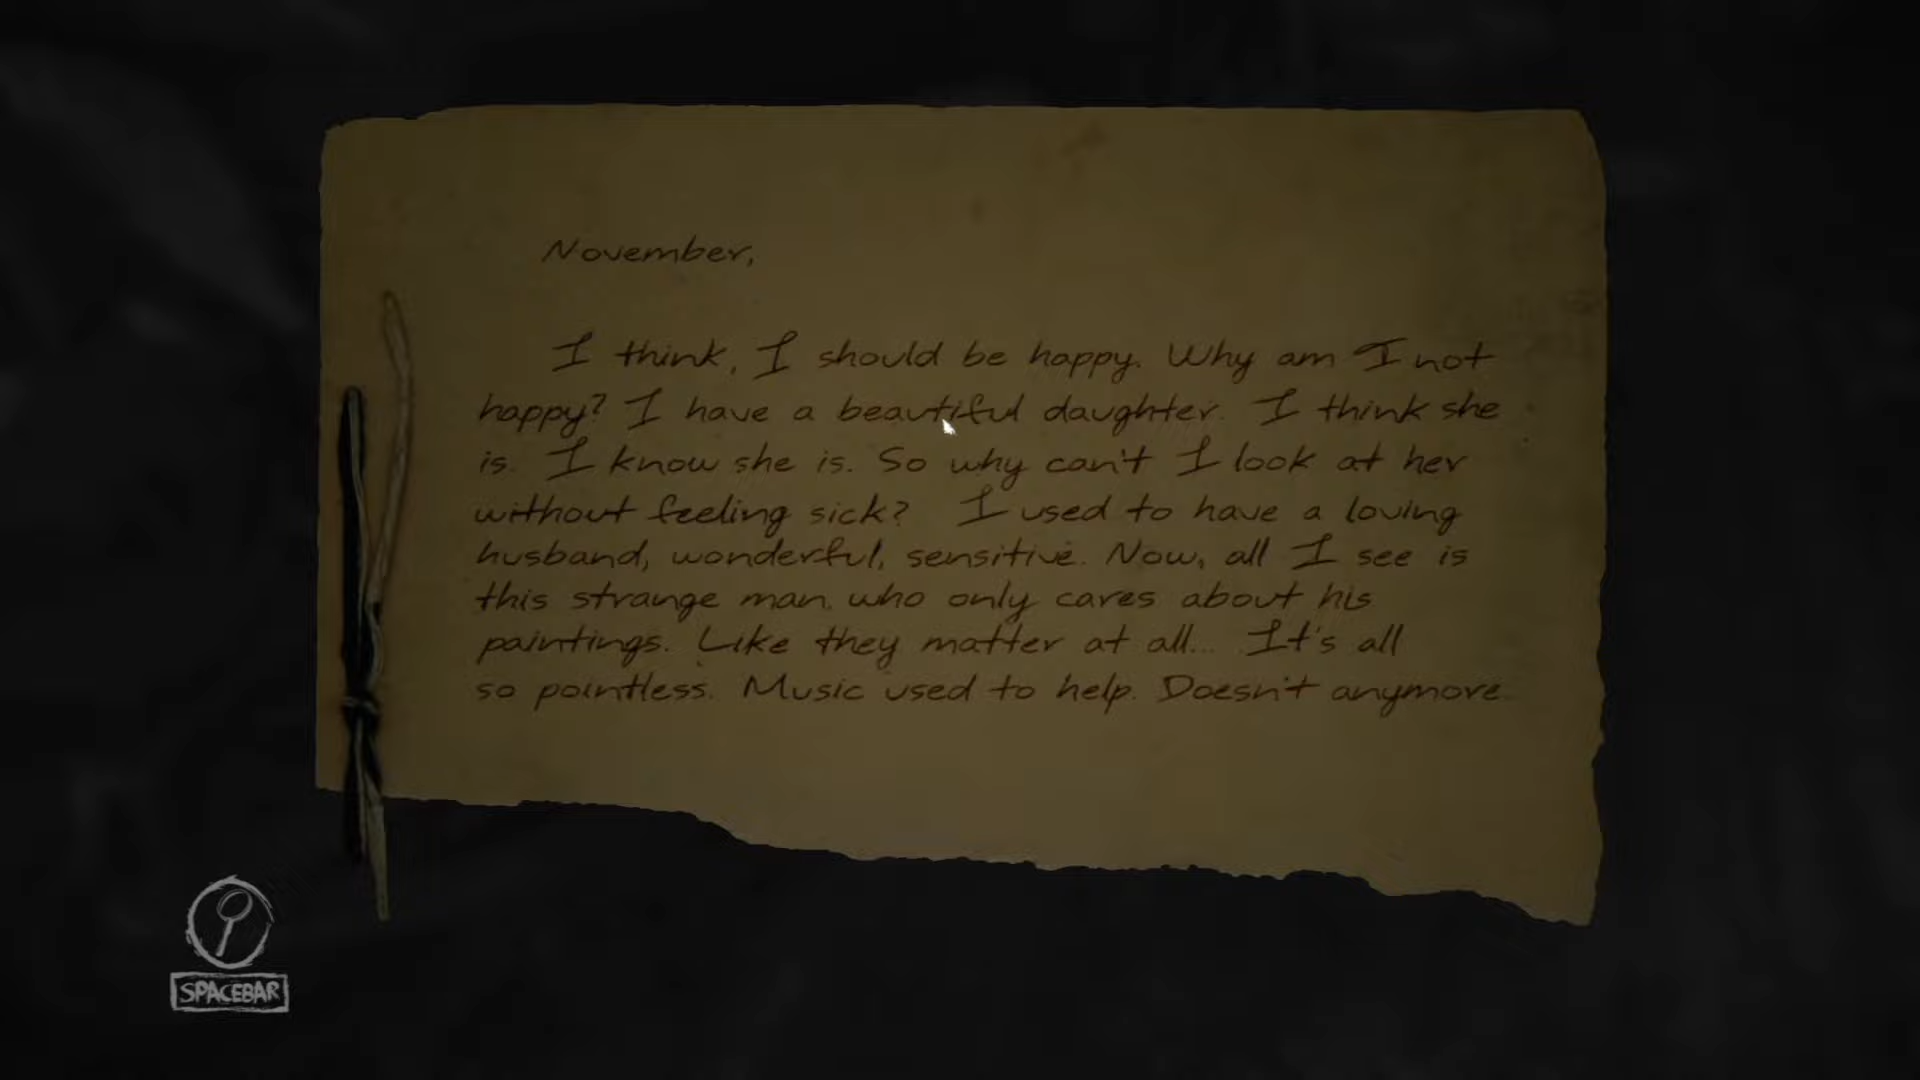 November,
I think, I should be happy. Why am I not
happy? I have a beautiful daughter. I think she
is. I know she is. So why can't I look at her
without feeling sick? I used to have a loving
husband, wonderful, sensitive. Now, all I see is
this strange man, who only cares about his
paintings. Like they matter at all... It's all
so pointless. Music used to help. Doesn't anymore.
SPACEBAR